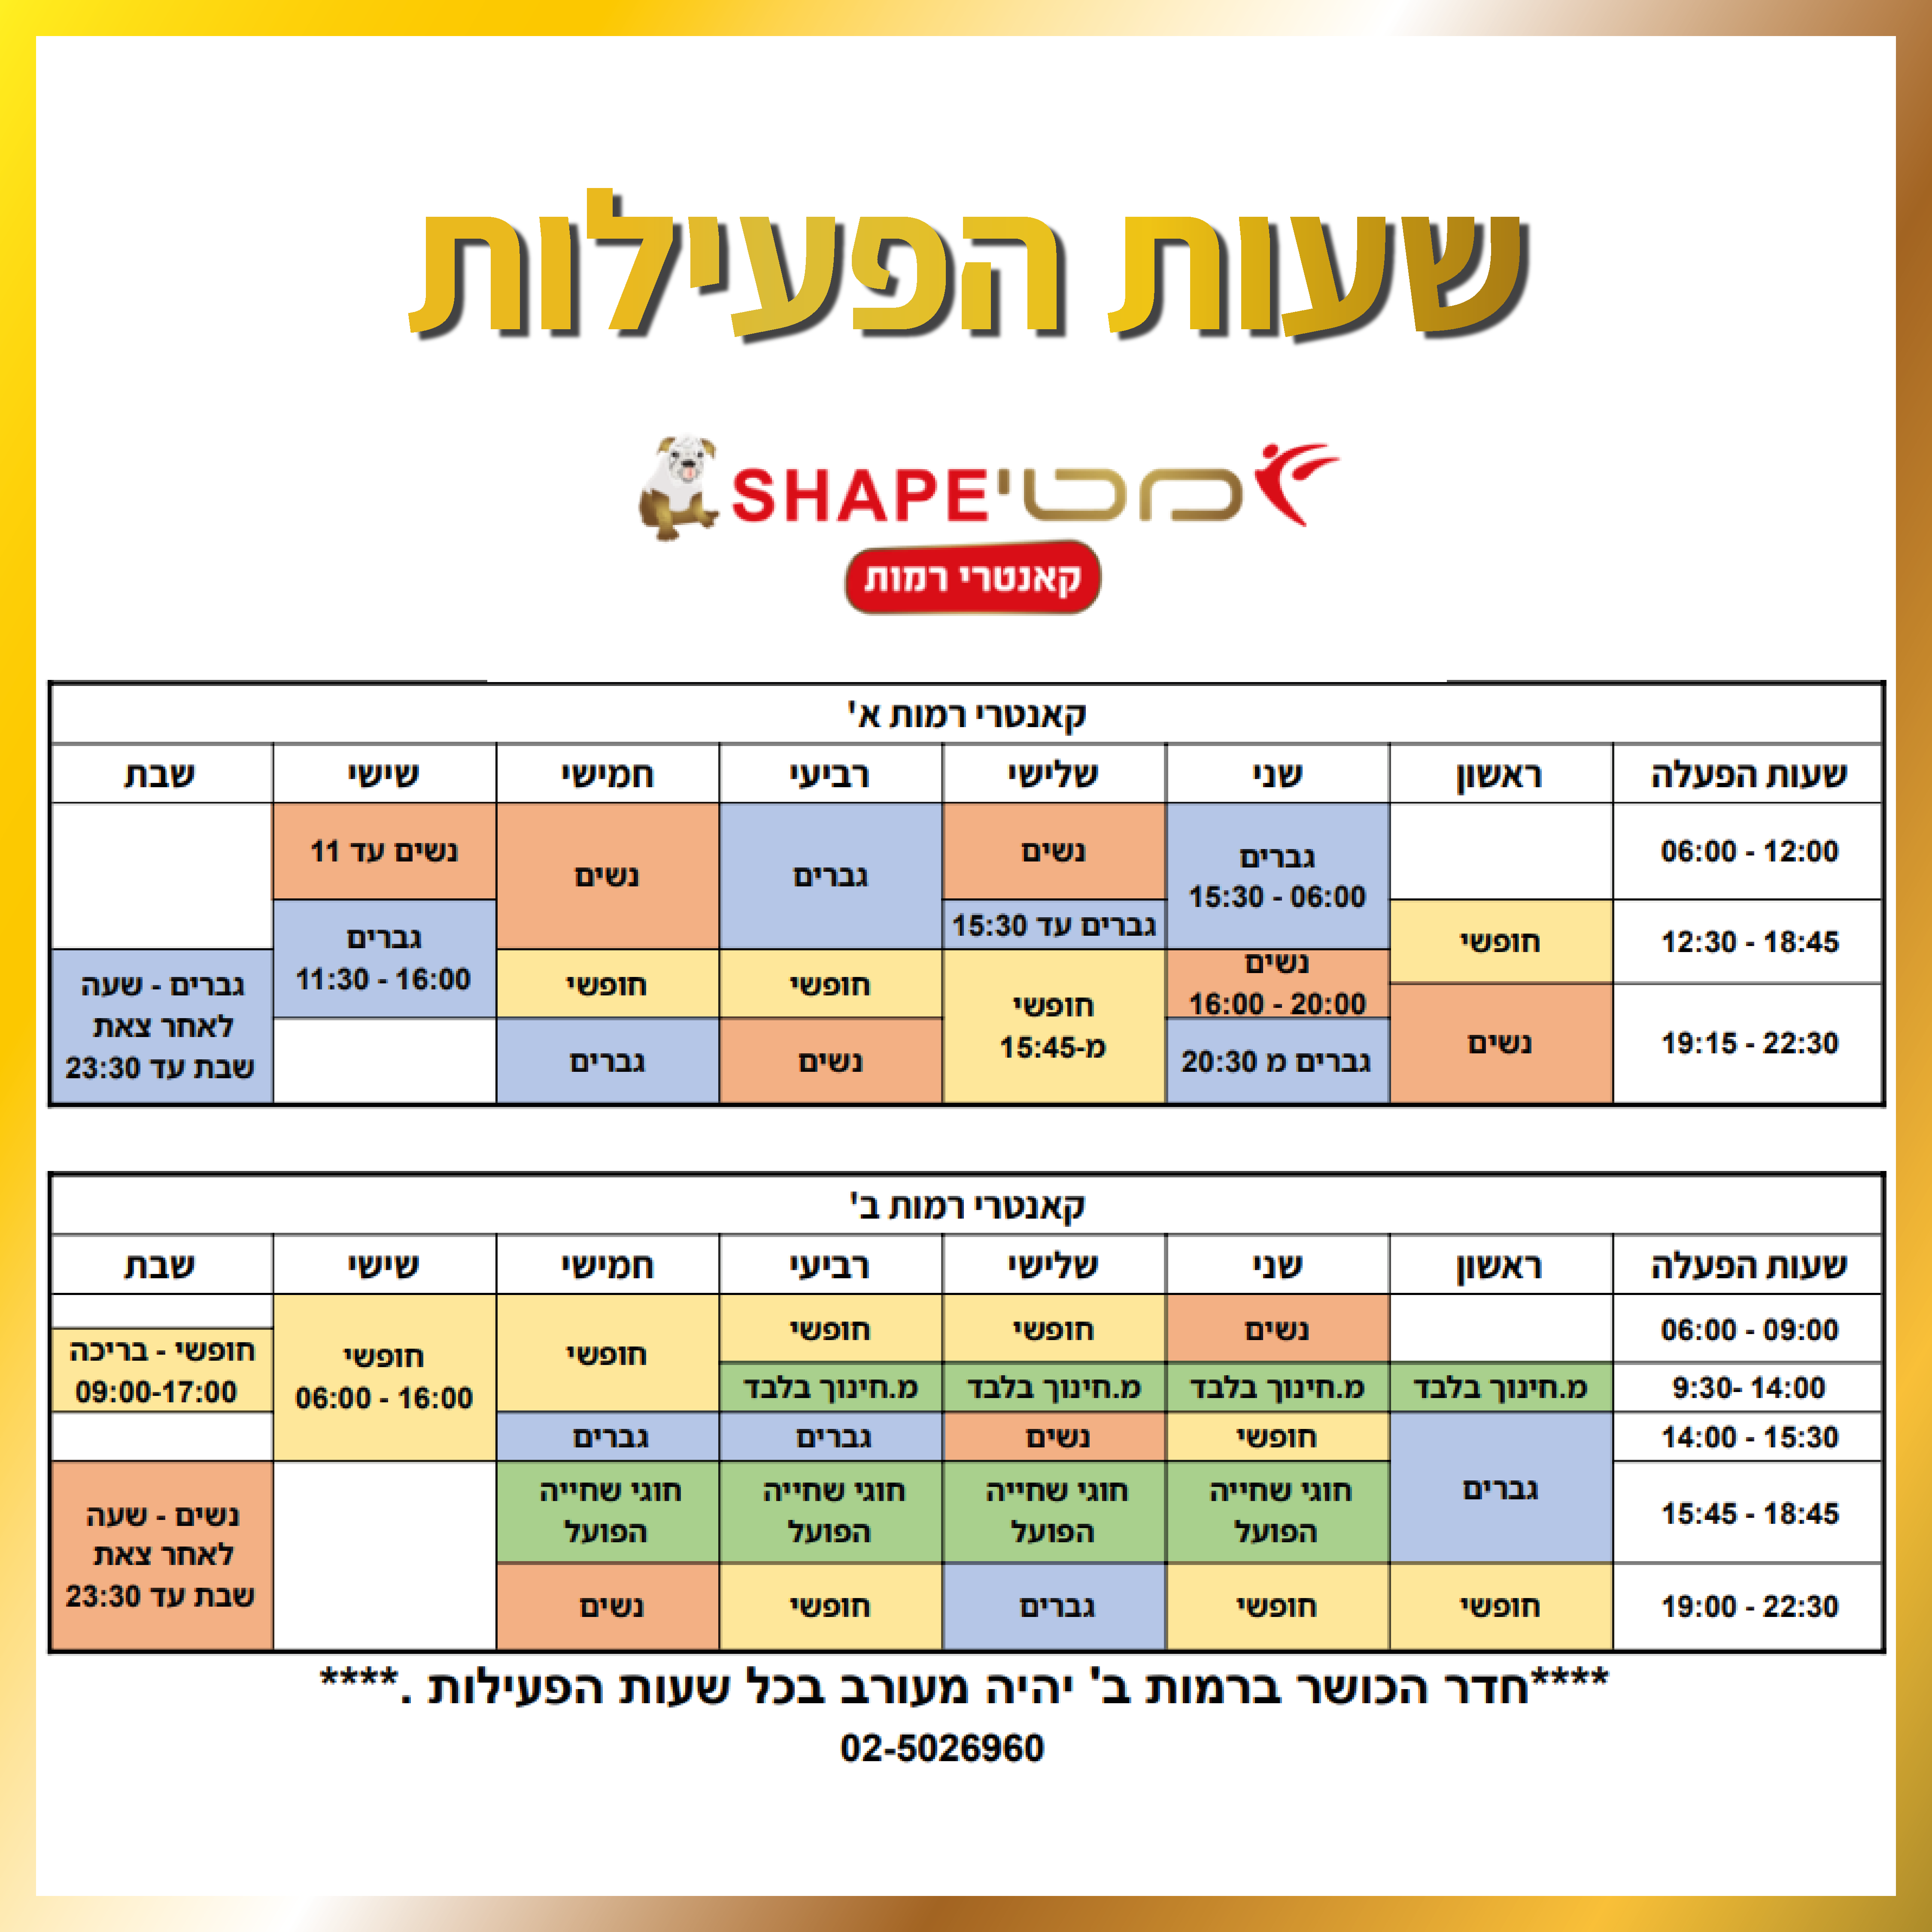 שעות הפעילות
מטי SHAPE
קאנטרי רמות
קאנטרי רמות א'
שעות הפעלה ראשון שני שלישי רביעי חמישי שישי שבת
06:00 - 12:00
גברים
15:30 - 06:00
נשים
גברים
נשים
נשים עד 11
12:30 - 18:45
חופשי
גברים עד 15:30
גברים
11:30 - 16:00
נשים
16:00 - 20:00
חופשי
מ-15:45
חופשי
חופשי
גברים - שעה
לאחר צאת
שבת עד 23:30
19:15 - 22:30
נשים
גברים מ 20:30
נשים
גברים
קאנטרי רמות ב'
שעות הפעלה ראשון שני שלישי רביעי חמישי שישי שבת
06:00 - 09:00
נשים
חופשי
חופשי
חופשי
חופשי
06:00 - 16:00
חופשי - בריכה
09:00-17:00
9:30- 14:00
מ.חינוך בלבד
מ.חינוך בלבד
מ.חינוך בלבד
מ.חינוך בלבד
14:00 - 15:30
גברים
חופשי
נשים
גברים
גברים
15:45 - 18:45
חוגי שחייה
הפועל
חוגי שחייה
הפועל
חוגי שחייה
הפועל
חוגי שחייה
הפועל
נשים - שעה
לאחר צאת
שבת עד 23:30
19:00 - 22:30
חופשי
חופשי
גברים
חופשי
נשים
****חדר הכושר ברמות ב' יהיה מעורב בכל שעות הפעילות .****
02-5026960